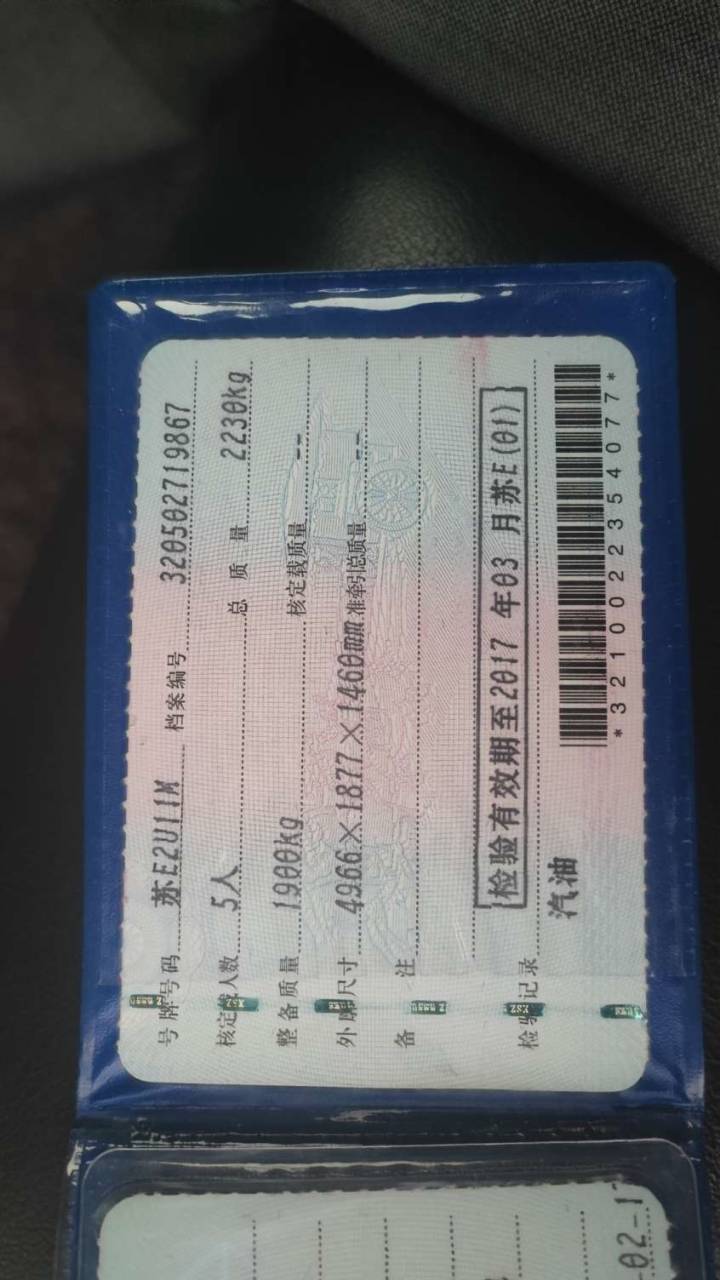 号牌号码 苏E2U11M 档案编号 320502719867
核定载人数 5人 总质量 2230kg
整备质量 1900kg 核定载质量 --
外廓尺寸 4966×1877×1460mm 准牵引总质量 --
备注
检验有效期至2017年03月苏E(01)
检验记录
汽油
*3210022354077*
02-1